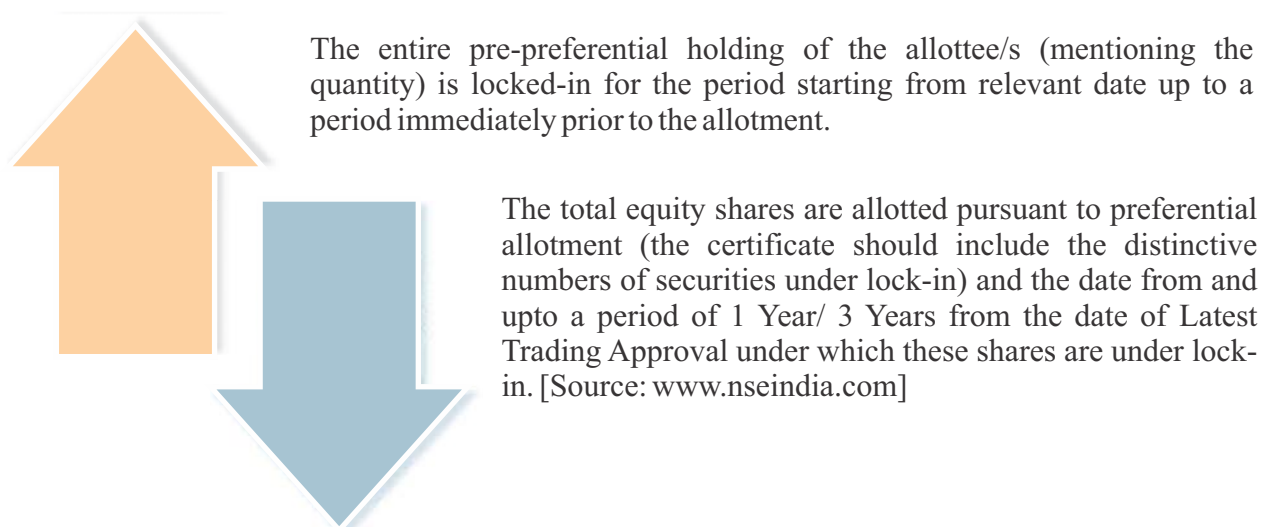 The entire pre-preferential holding of the allottee/s (mentioning the
quantity) is locked-in for the period starting from relevant date up to a
period immediately prior to the allotment.
The total equity shares are allotted pursuant to preferential
allotment (the certificate should include the distinctive
numbers of securities under lock-in) and the date from and
upto a period of 1 Year/ 3 Years from the date of Latest
Trading Approval under which these shares are under lock-
in. [Source: www.nseindia.com]